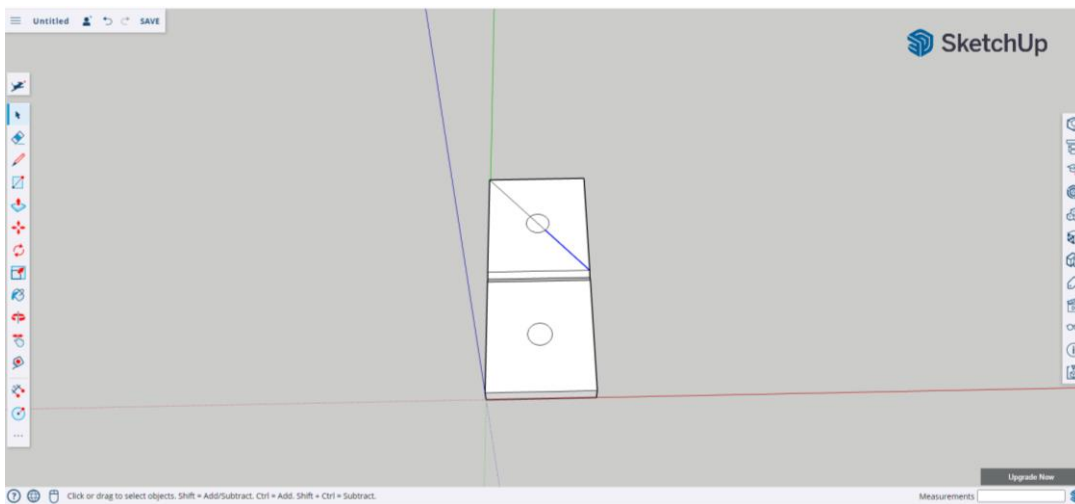 Untitled SAVE
SketchUp
Upgrade Now
Click or drag to select objects. Shift = Add/Subtract. Ctrl = Add. Shift + Ctrl = Subtract.
Measurements